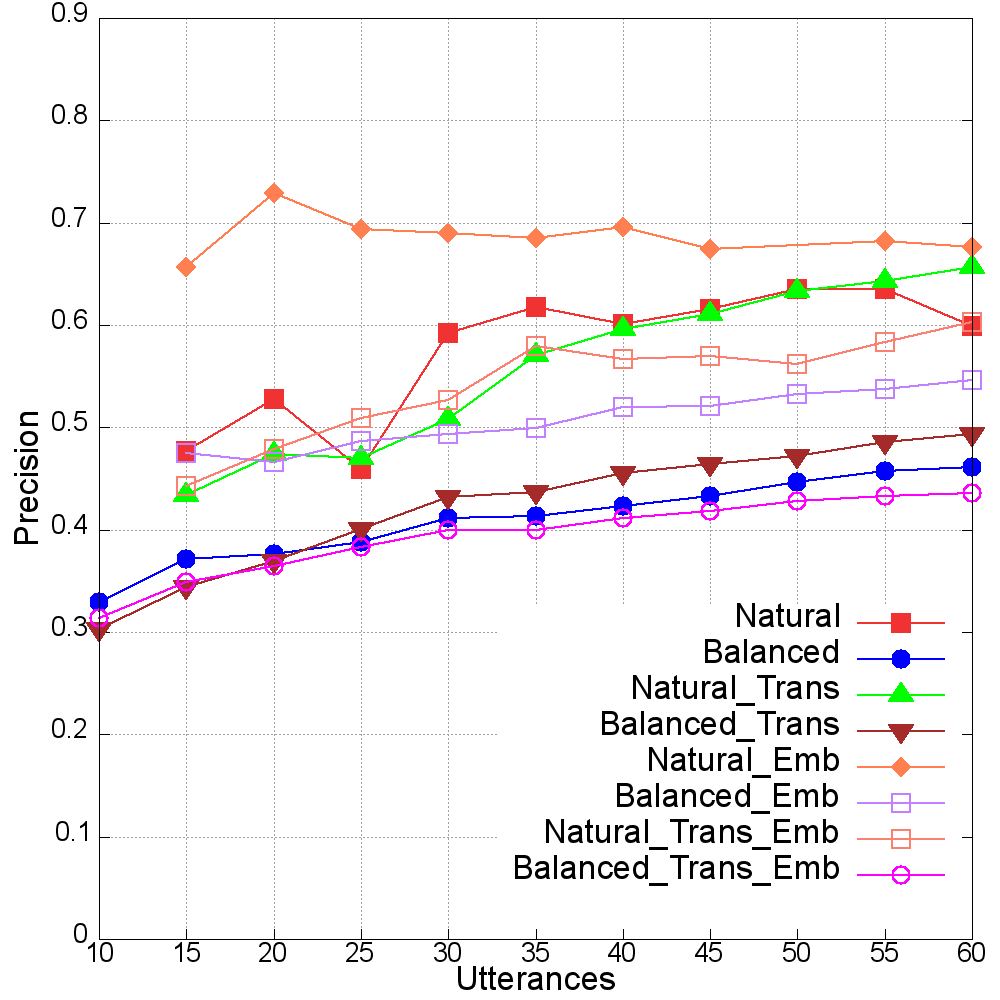 0.9
0.8
0.7
0.6
0.5
0.4
0.3
0.2
0.1
0
Precision
Natural
Balanced
Natural_Trans
Balanced_Trans
Natural_Emb
Balanced_Emb
Natural_Trans_Emb
Balanced_Trans_Emb
10 15 20 25 30 35 40 45 50 55 60
Utterances